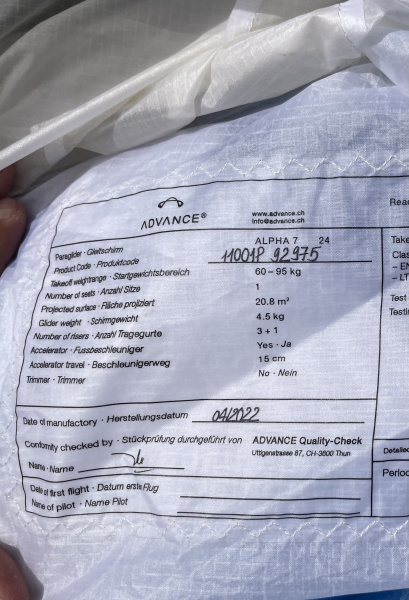 ADVANCE®
www.advance.ch
info@advance.ch
Paraglider · Gleitschirm ALPHA 7 24
Product Code · Produktcode 11001P 92975
Takeoff weightrange · Startgewichtsbereich 60 – 95 kg
Number of seats · Anzahl Sitze 1
Projected surface · Fläche projiziert 20.8 m²
Glider weight · Schirmgewicht 4.5 kg
Number of risers · Anzahl Tragegurte 3 + 1
Accelerator · Fussbeschleuniger Yes · Ja
Accelerator travel · Beschleunigerweg 15 cm
Trimmer · Trimmer No · Nein
Date of manufactory · Herstellungsdatum 04/2022
Conformity checked by · Stückprüfung durchgeführt von ADVANCE Quality-Check
Uttigenstrasse 87, CH-3600 Thun
Name · Name
Date of first flight · Datum erste Flug
Name of pilot · Name Pilot
Take
Clas
– EN
– LT
Test
Testi
Detailed
Period